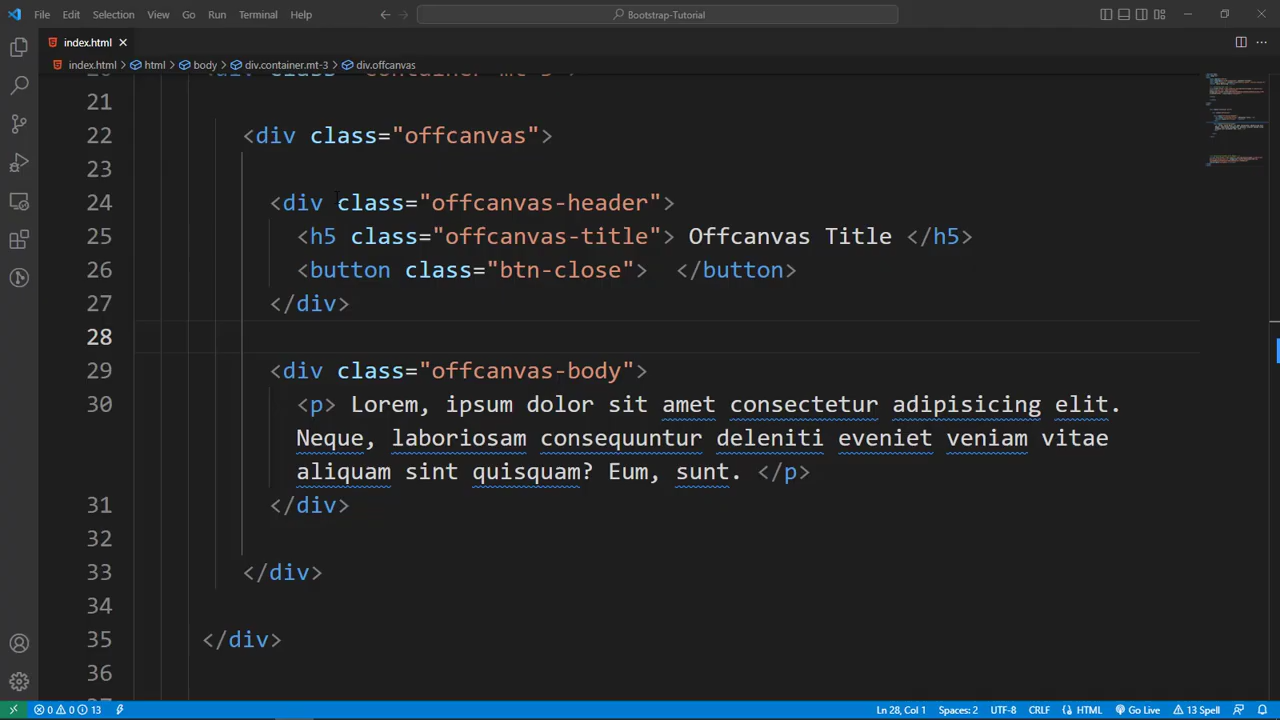 File Edit Selection View Go Run Terminal Help
Bootstrap-Tutorial
index.html
index.html > html > body > div.container.mt-3 > div.offcanvas
21
22 <div class="offcanvas">
23
24 <div class="offcanvas-header">
25 <h5 class="offcanvas-title"> Offcanvas Title </h5>
26 <button class="btn-close">  </button>
27 </div>
28
29 <div class="offcanvas-body">
30 <p> Lorem, ipsum dolor sit amet consectetur adipisicing elit.
Neque, laboriosam consequuntur deleniti eveniet veniam vitae
aliquam sint quisquam? Eum, sunt. </p>
31 </div>
32
33 </div>
34
35 </div>
36
0 0 13 Ln 28, Col 1 Spaces: 2 UTF-8 CRLF HTML Go Live 13 Spell